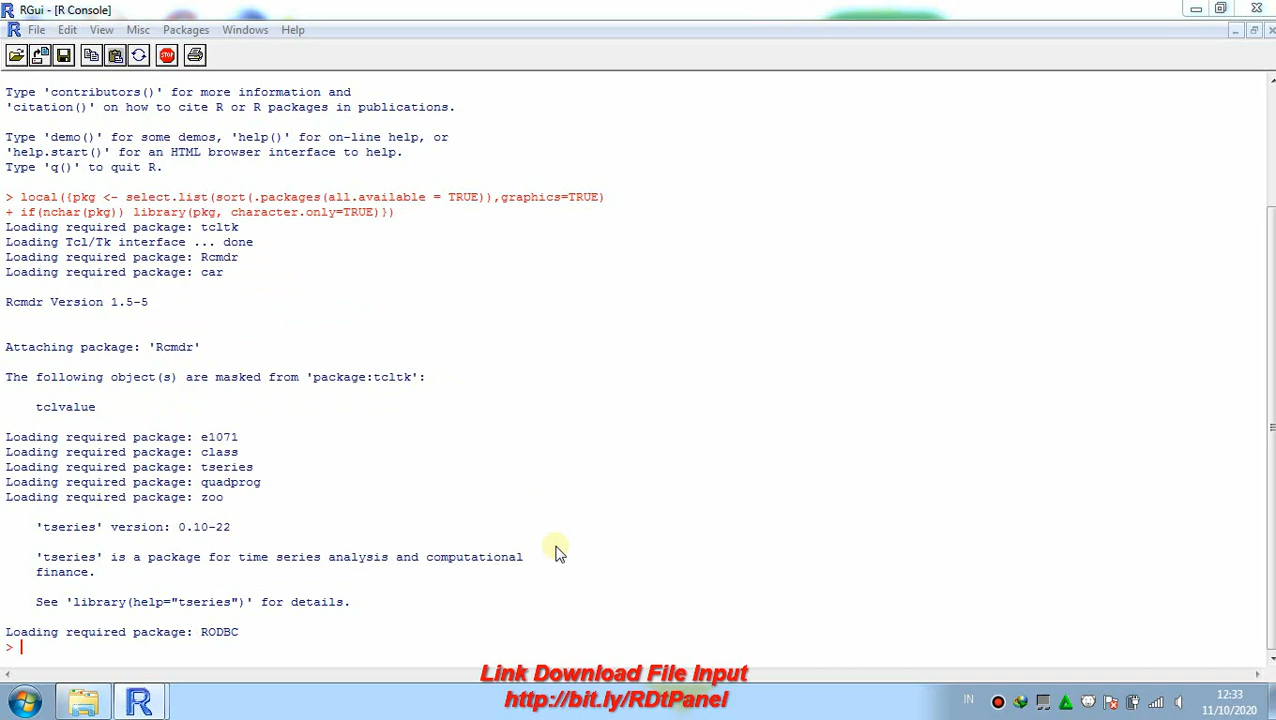 RGui - [R Console]
File Edit View Misc Packages Windows Help
STOP
Type 'contributors()' for more information and
'citation()' on how to cite R or R packages in publications.
Type 'demo()' for some demos, 'help()' for on-line help, or
'help.start()' for an HTML browser interface to help.
Type 'q()' to quit R.
> local({pkg <- select.list(sort(.packages(all.available = TRUE)),graphics=TRUE)
+ if(nchar(pkg)) library(pkg, character.only=TRUE)})
Loading required package: tcltk
Loading Tcl/Tk interface ... done
Loading required package: Rcmdr
Loading required package: car
Rcmdr Version 1.5-5
Attaching package: 'Rcmdr'
The following object(s) are masked from 'package:tcltk':
tclvalue
Loading required package: e1071
Loading required package: class
Loading required package: tseries
Loading required package: quadprog
Loading required package: zoo
'tseries' version: 0.10-22
'tseries' is a package for time series analysis and computational
finance.
See 'library(help="tseries")' for details.
Loading required package: RODBC
>
Link Download File Input
http://bit.ly/RDtPanel
IN
12:33
11/10/2020